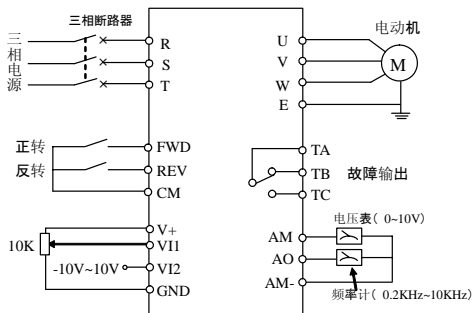 三相断路器
三相电源
R
S
T
U
V
W
E
电动机
M
正转
反转
FWD
REV
CM
TA
TB
TC
故障输出
10K
V+
VI1
-10V~10V
VI2
GND
AM
AO
AM-
电压表（0~10V）
频率计（0.2KHz~10KHz）